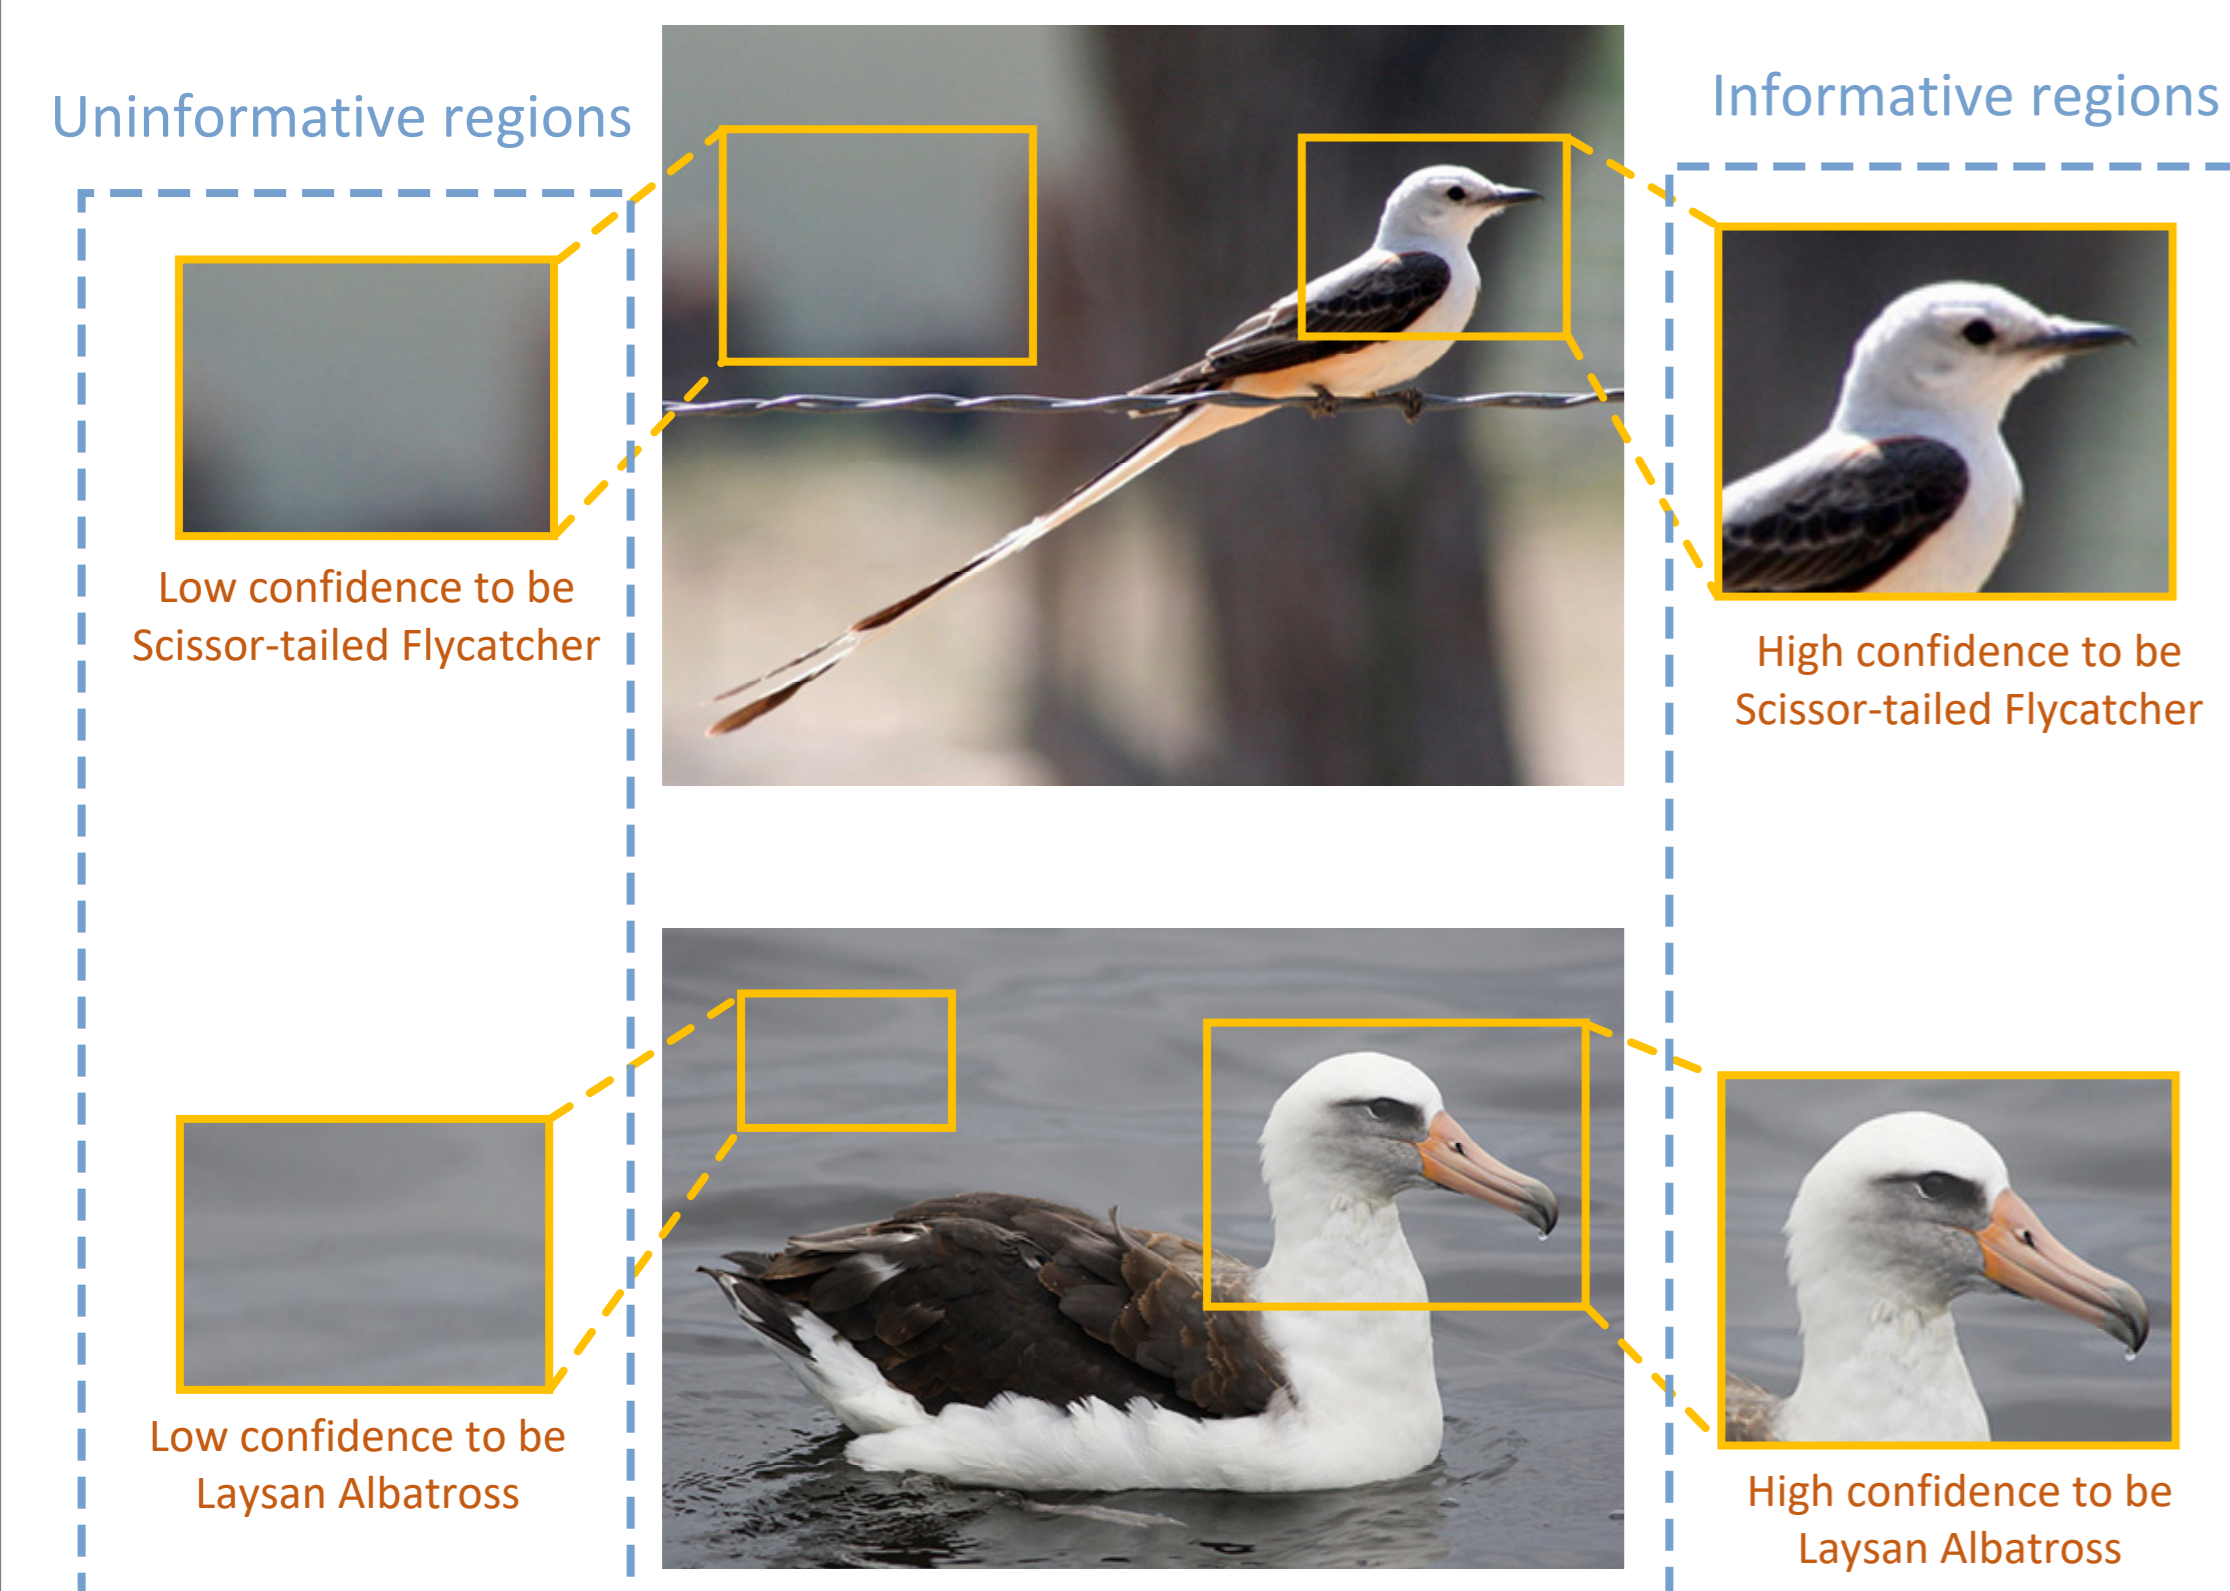 Uninformative regions
Informative regions
Low confidence to be
Scissor-tailed Flycatcher
High confidence to be
Scissor-tailed Flycatcher
Low confidence to be
Laysan Albatross
High confidence to be
Laysan Albatross